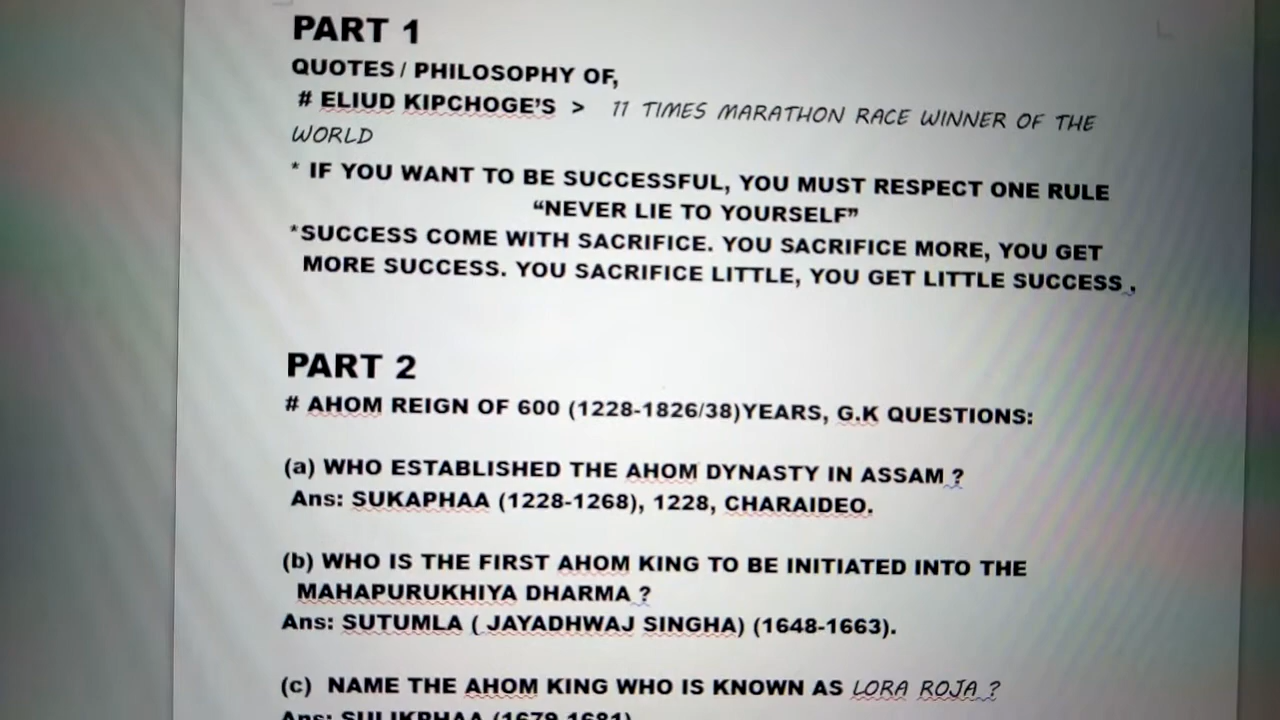 PART 1
QUOTES / PHILOSOPHY OF,
# ELIUD KIPCHOGE'S > 11 TIMES MARATHON RACE WINNER OF THE
WORLD
* IF YOU WANT TO BE SUCCESSFUL, YOU MUST RESPECT ONE RULE
“NEVER LIE TO YOURSELF”
*SUCCESS COME WITH SACRIFICE. YOU SACRIFICE MORE, YOU GET
MORE SUCCESS. YOU SACRIFICE LITTLE, YOU GET LITTLE SUCCESS ,
PART 2
# AHOM REIGN OF 600 (1228-1826/38)YEARS, G.K QUESTIONS:
(a) WHO ESTABLISHED THE AHOM DYNASTY IN ASSAM ?
Ans: SUKAPHAA (1228-1268), 1228, CHARAIDEO.
(b) WHO IS THE FIRST AHOM KING TO BE INITIATED INTO THE
MAHAPURUKHIYA DHARMA ?
Ans: SUTUMLA ( JAYADHWAJ SINGHA) (1648-1663).
(c) NAME THE AHOM KING WHO IS KNOWN AS LORA ROJA ?
Ans: SULIKPHAA (1679-1681)